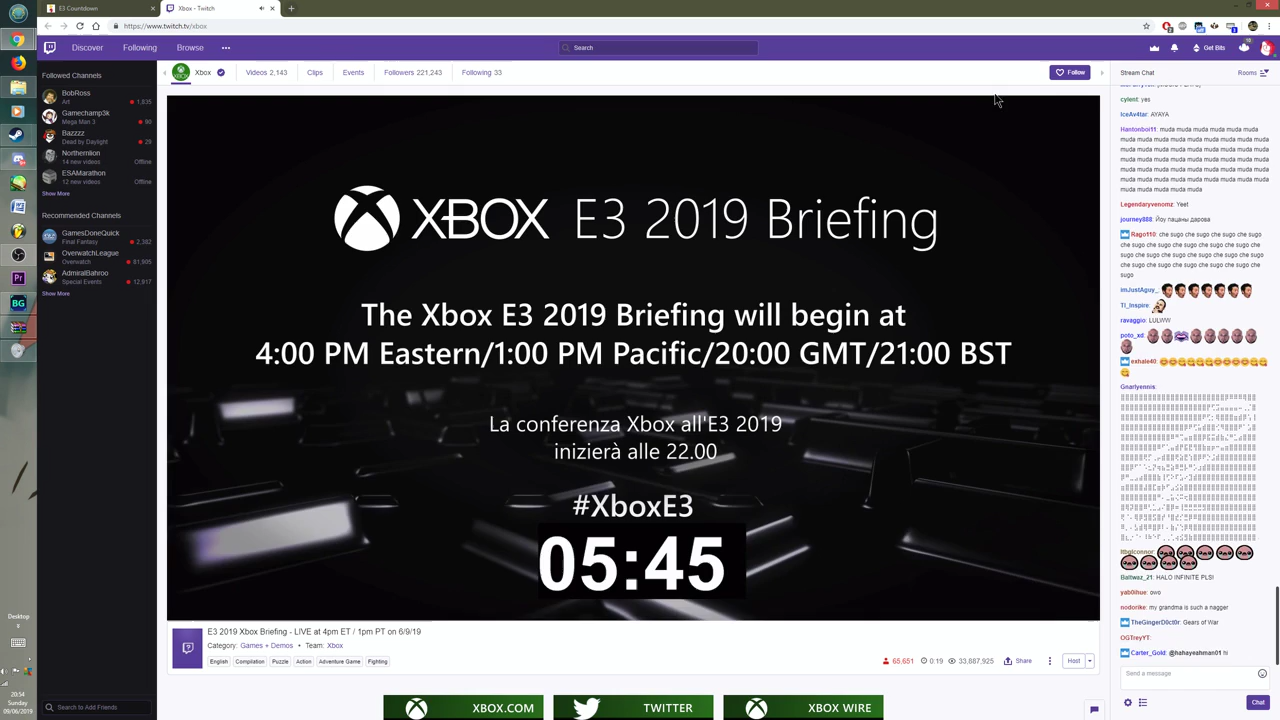 E3 Countdown
Xbox - Twitch
https://www.twitch.tv/xbox
Discover
Following
Browse
Search
Get Bits
Followed Channels
BobRoss
Art
1,835
Gamechamp3k
Mega Man 3
90
Bazzzz
Dead by Daylight
29
Northernlion
14 new videos
Offline
ESAMarathon
12 new videos
Offline
Show More
Recommended Channels
GamesDoneQuick
Final Fantasy
2,382
OverwatchLeague
Overwatch
81,905
AdmiralBahroo
Special Events
12,917
Show More
Search to Add Friends
Desktop
20:54
09/06/2019
Xbox
Videos 2,143
Clips
Events
Followers 221,243
Following 33
Follow
XBOX E3 2019 Briefing
The Xbox E3 2019 Briefing will begin at
4:00 PM Eastern/1:00 PM Pacific/20:00 GMT/21:00 BST
La conferenza Xbox all'E3 2019
inizierà alle 22.00
#XboxE3
05:45
E3 2019 Xbox Briefing - LIVE at 4pm ET / 1pm PT on 6/9/19
Category: Games + Demos • Team: Xbox
English
Compilation
Puzzle
Action
Adventure Game
Fighting
65,651
0:19
33,887,925
Share
Host
XBOX.COM
TWITTER
XBOX WIRE
Stream Chat
Rooms
cylent: yes
IceAv4tar: AYAYA
Hantonboi11: muda muda muda muda muda muda
muda muda muda muda muda muda muda
muda muda muda muda muda muda muda
muda muda muda muda muda muda muda
muda muda muda muda muda muda muda
muda muda muda muda muda muda muda
muda muda muda muda
Legendaryvenomz: Yeet
journey888: Йоу пацаны дарова
Rago110: che sugo che sugo che sugo
che sugo che sugo che sugo che sugo
che sugo che sugo che sugo che sugo
che sugo che sugo che sugo che
sugo
imJustAguy_:
TI_Inspire:
ravaggio: LULWW
poto_xd:
exhale40:
Gnarlyennis:
Baltwaz_21: HALO INFINITE PLS!
yab0ihue: owo
nodorike: my grandma is such a nagger
TheGingerD0ct0r: Gears of War
OGTreyYT:
Carter_Gold: @hahayeahman01 hi
Send a message
Chat